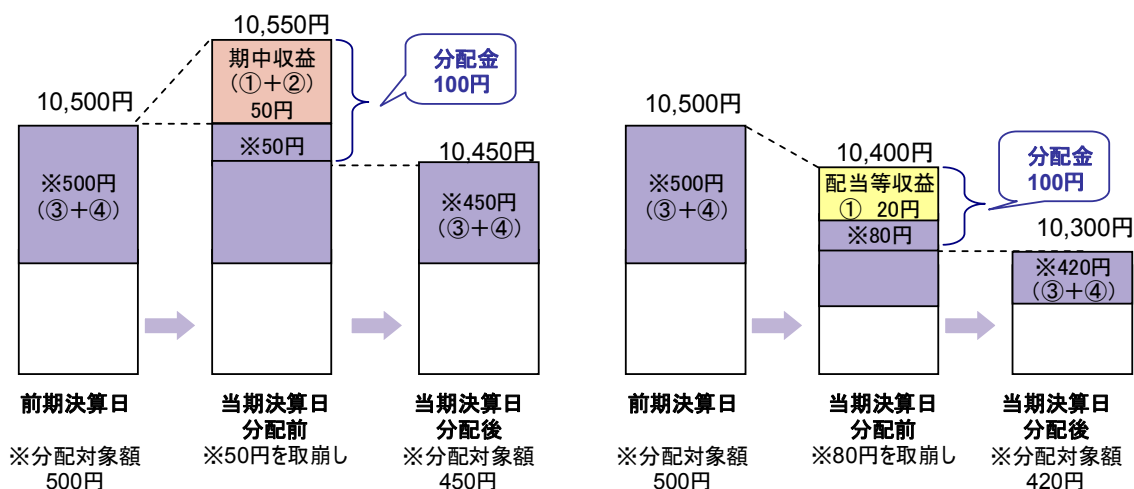 10,550円
期中収益
(①+②)
50円
※50円
分配金
100円
10,500円
※500円
(③+④)
10,450円
※450円
(③+④)
前期決算日
※分配対象額
500円
当期決算日
分配前
※50円を取崩し
当期決算日
分配後
※分配対象額
450円
10,500円
※500円
(③+④)
10,400円
配当等収益
① 20円
※80円
分配金
100円
10,300円
※420円
(③+④)
前期決算日
※分配対象額
500円
当期決算日
分配前
※80円を取崩し
当期決算日
分配後
※分配対象額
420円